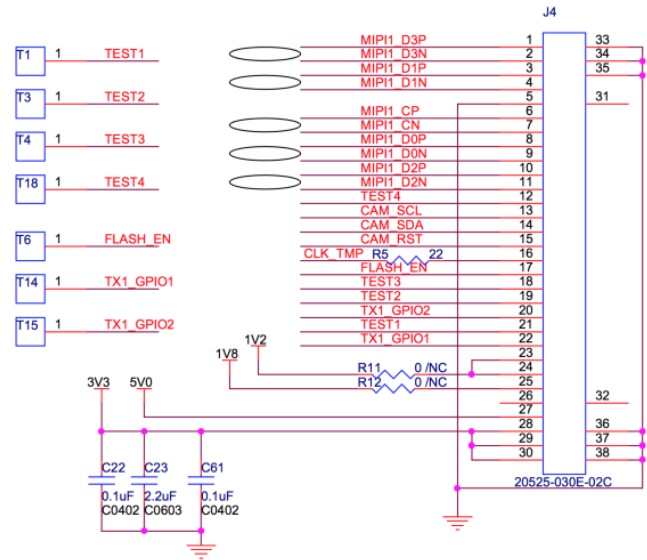 J4
T1 1 TEST1
T3 1 TEST2
T4 1 TEST3
T18 1 TEST4
T6 1 FLASH_EN
T14 1 TX1_GPIO1
T15 1 TX1_GPIO2
MIPI1_D3P 1 33
MIPI1_D3N 2 34
MIPI1_D1P 3 35
MIPI1_D1N 4
5 31
MIPI1_CP 6
MIPI1_CN 7
MIPI1_D0P 8
MIPI1_D0N 9
MIPI1_D2P 10
MIPI1_D2N 11
TEST4 12
CAM_SCL 13
CAM_SDA 14
CAM_RST 15
CLK_TMP R5 22 16
FLASH_EN 17
TEST3 18
TEST2 19
TX1_GPIO2 20
TEST1 21
TX1_GPIO1 22
1V2 23
1V8 R11 0 /NC 24
R12 0 /NC 25
3V3 5V0 26 32
27
28 36
29 37
30 38
20525-030E-02C
C22 C23 C61
0.1uF 2.2uF 0.1uF
C0402 C0603 C0402